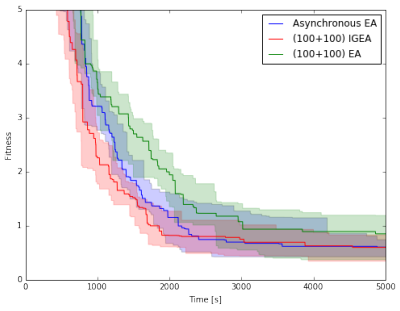 5
4
3
2
1
0
Fitness
Asynchronous EA
(100+100) IGEA
(100+100) EA
0 1000 2000 3000 4000 5000
Time [s]